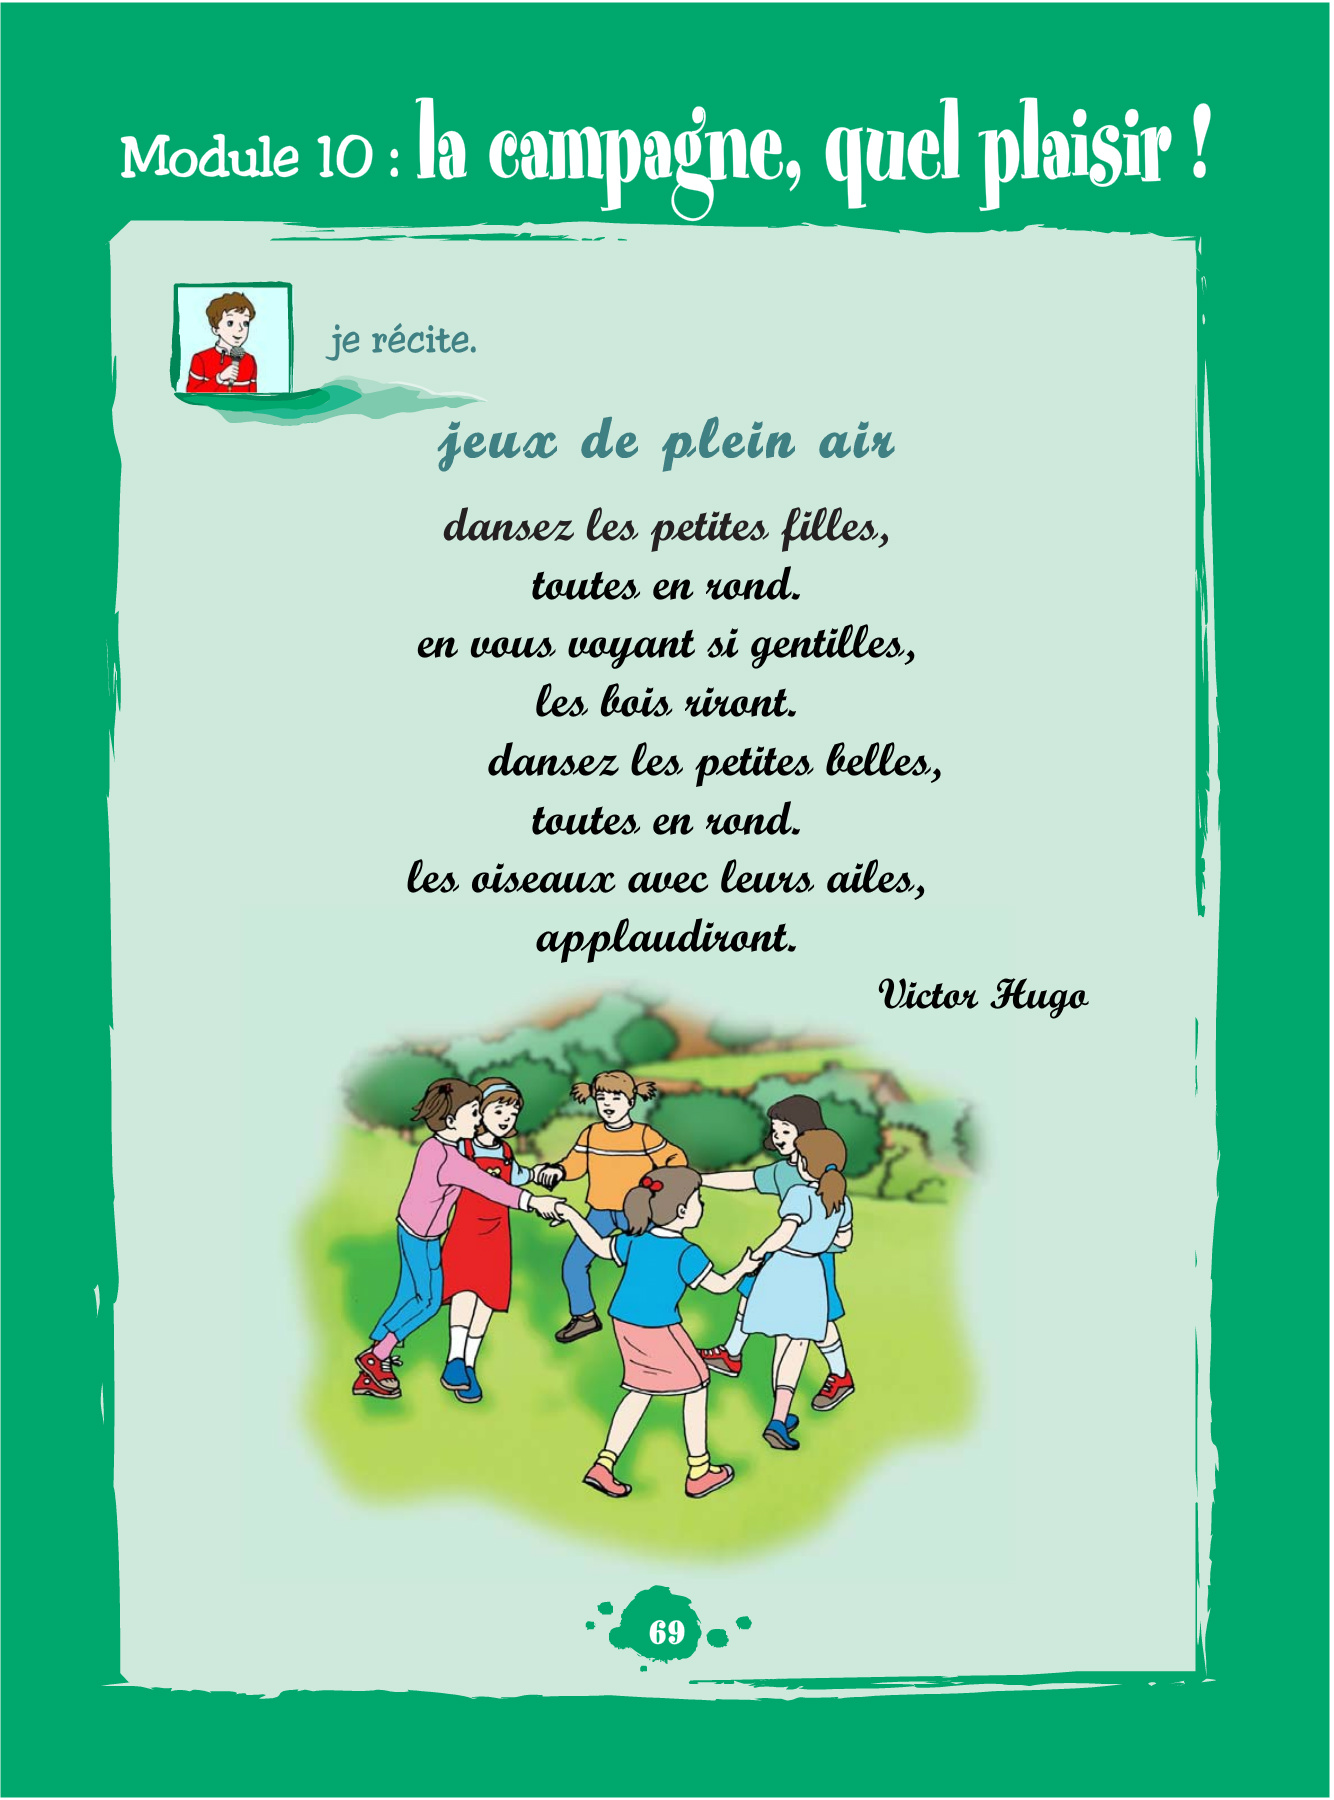 Module 10 : la campagne, quel plaisir !
je récite.
jeux de plein air
dansez les petites filles,
toutes en rond.
en vous voyant si gentilles,
les bois riront.
dansez les petites belles,
toutes en rond.
les oiseaux avec leurs ailes,
applaudiront.
Victor Hugo
69